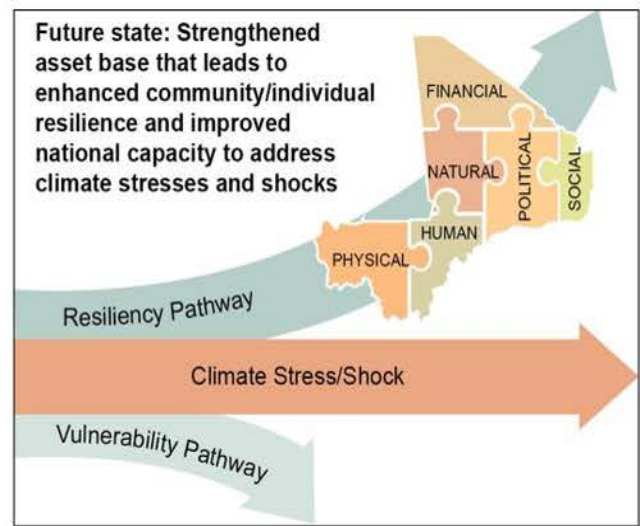 Future state: Strengthened
asset base that leads to
enhanced community/individual
resilience and improved
national capacity to address
climate stresses and shocks
FINANCIAL
NATURAL
POLITICAL
SOCIAL
HUMAN
PHYSICAL
Resiliency Pathway
Climate Stress/Shock
Vulnerability Pathway